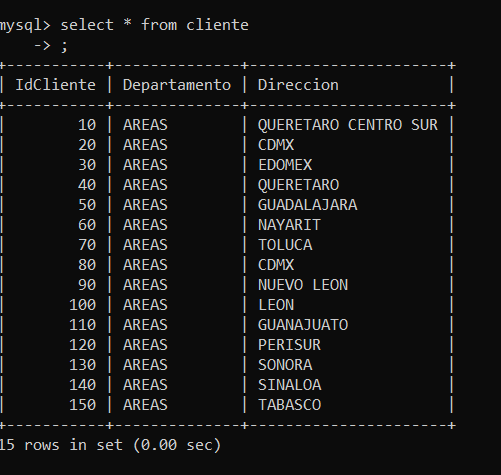 mysql> select * from cliente
    -> ;
+-----------+--------------+----------------------+
| IdCliente | Departamento | Direccion            |
+-----------+--------------+----------------------+
|        10 | AREAS        | QUERETARO CENTRO SUR |
|        20 | AREAS        | CDMX                 |
|        30 | AREAS        | EDOMEX               |
|        40 | AREAS        | QUERETARO            |
|        50 | AREAS        | GUADALAJARA          |
|        60 | AREAS        | NAYARIT              |
|        70 | AREAS        | TOLUCA               |
|        80 | AREAS        | CDMX                 |
|        90 | AREAS        | NUEVO LEON           |
|       100 | AREAS        | LEON                 |
|       110 | AREAS        | GUANAJUATO           |
|       120 | AREAS        | PERISUR              |
|       130 | AREAS        | SONORA               |
|       140 | AREAS        | SINALOA              |
|       150 | AREAS        | TABASCO              |
+-----------+--------------+----------------------+
15 rows in set (0.00 sec)